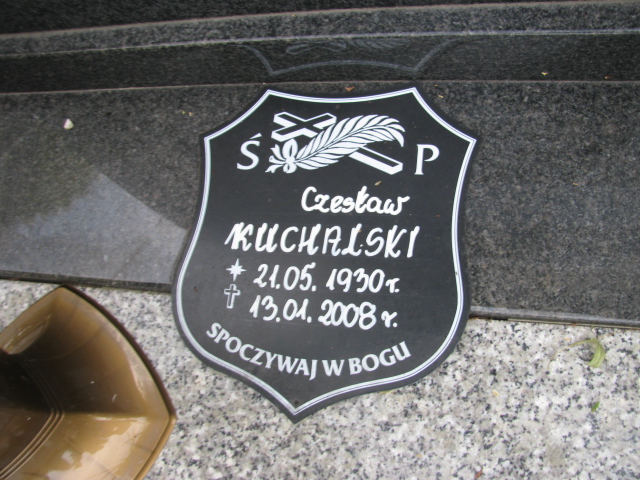 Ś P
Czesław
KUCHALSKI
21.05.1930 r.
13.01.2008 r.
SPOCZYWAJ W BOGU